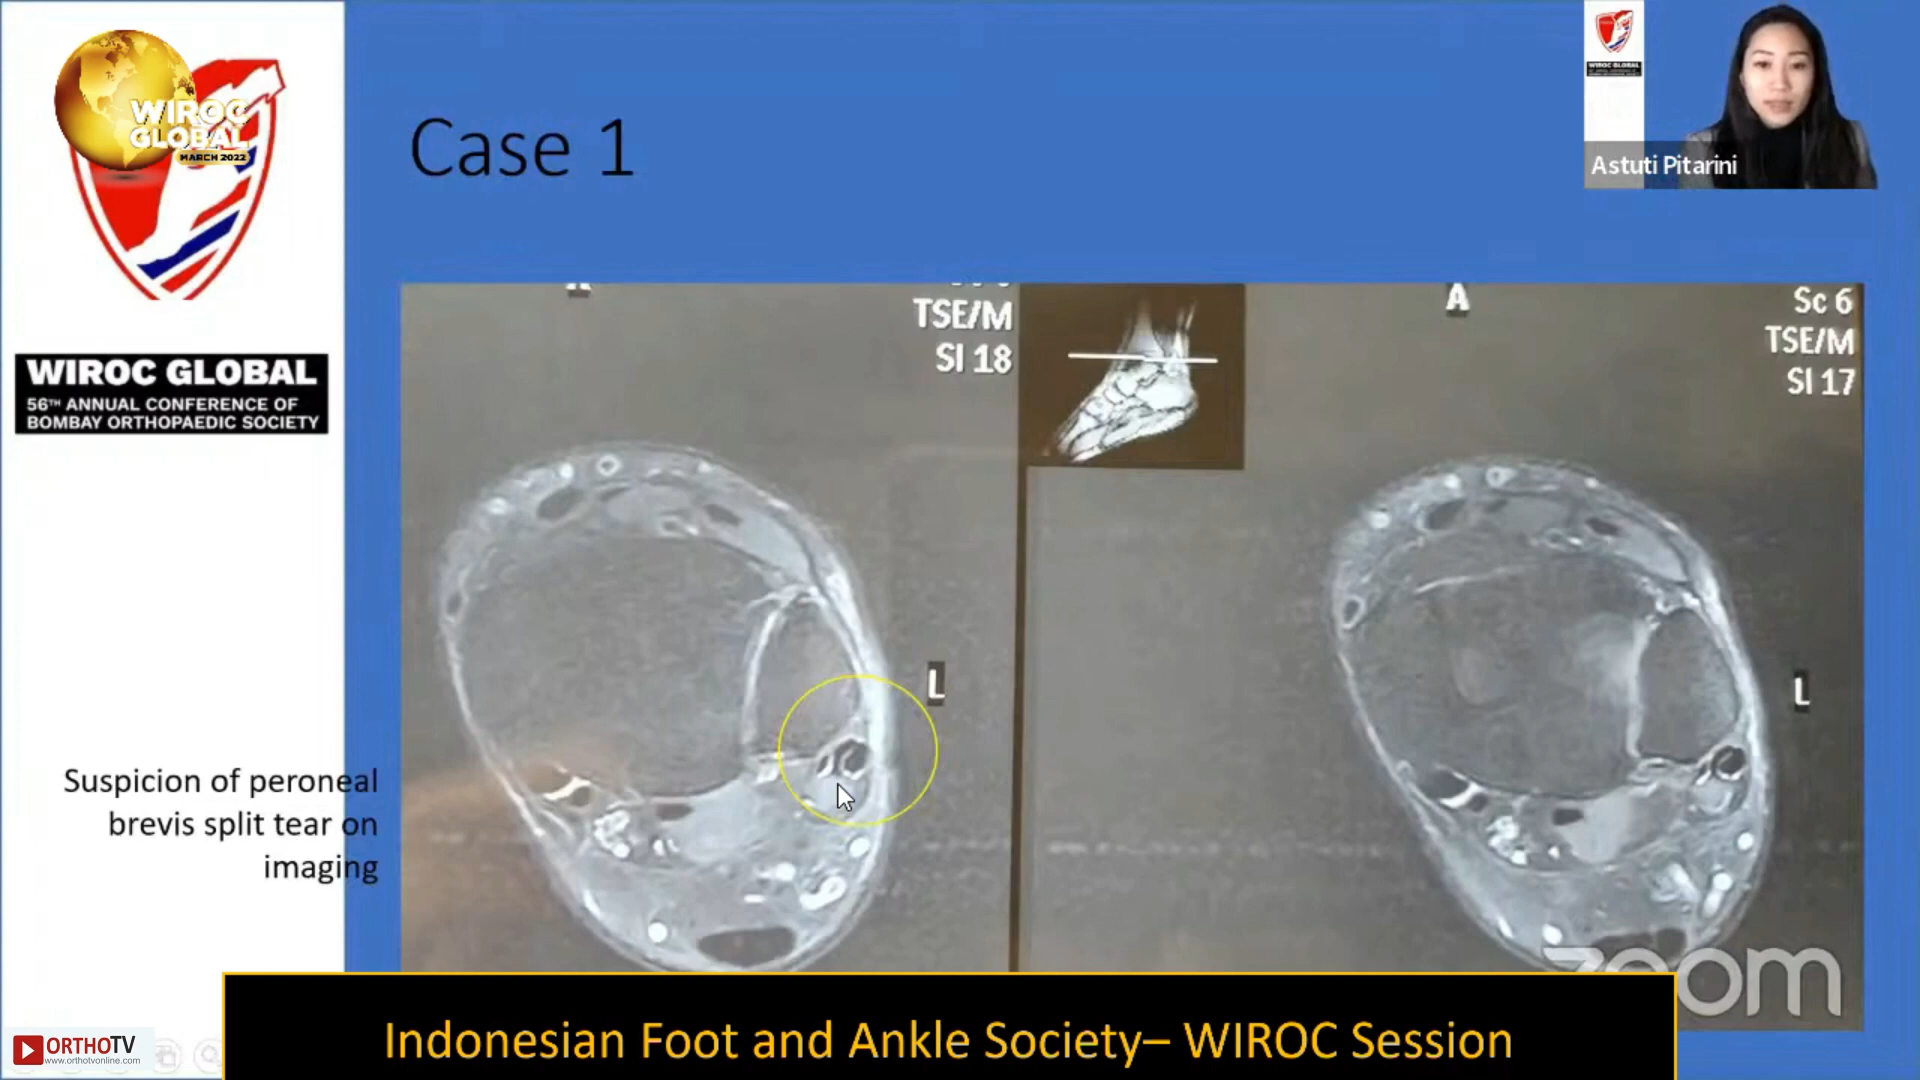 WIROC
GLOBAL
MARCH 2022
WIROC GLOBAL
56TH ANNUAL CONFERENCE OF
BOMBAY ORTHOPAEDIC SOCIETY
Case 1
WIROC GLOBAL
Astuti Pitarini
TSE/M
SI 18
A
Sc 6
TSE/M
SI 17
L
L
Suspicion of peroneal
brevis split tear on
imaging
zoom
Indonesian Foot and Ankle Society– WIROC Session
ORTHOTV
www.orthotvonline.com